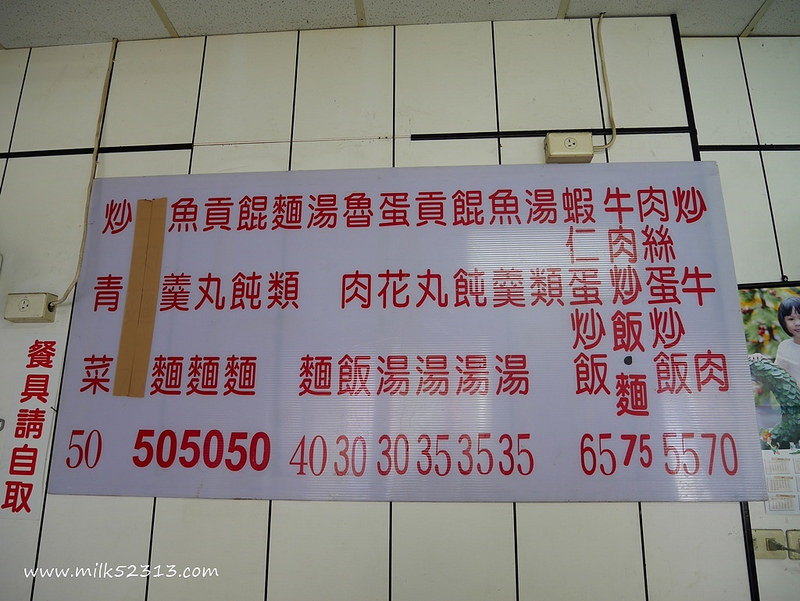 炒牛肉
70
肉絲蛋炒飯
55
牛肉炒飯·麵
75
蝦仁蛋炒飯
65
湯類
魚羹湯
35
餛飩湯
35
貢丸湯
35
蛋花湯
30
魯肉飯
30
湯麵
40
麵類
餛飩麵
50
貢丸麵
50
魚羹麵
50
炒青菜
50
餐具請自取
www.milk52313.com